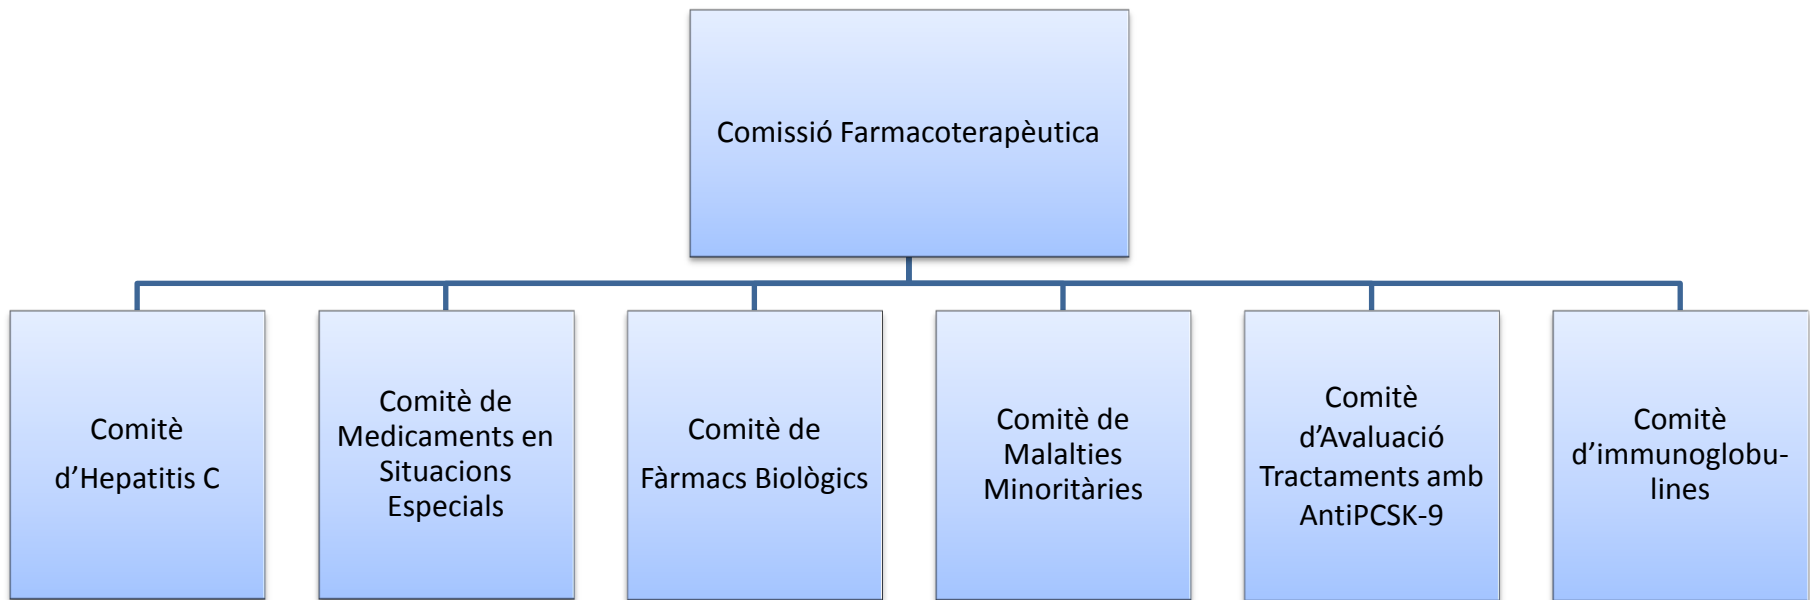 Comissió Farmacoterapèutica
Comitè
d’Hepatitis C
Comitè de
Medicaments en
Situacions
Especials
Comitè de
Fàrmacs Biològics
Comitè de
Malalties
Minoritàries
Comitè
d’Avaluació
Tractaments amb
AntiPCSK-9
Comitè
d’immunoglobu-
lines